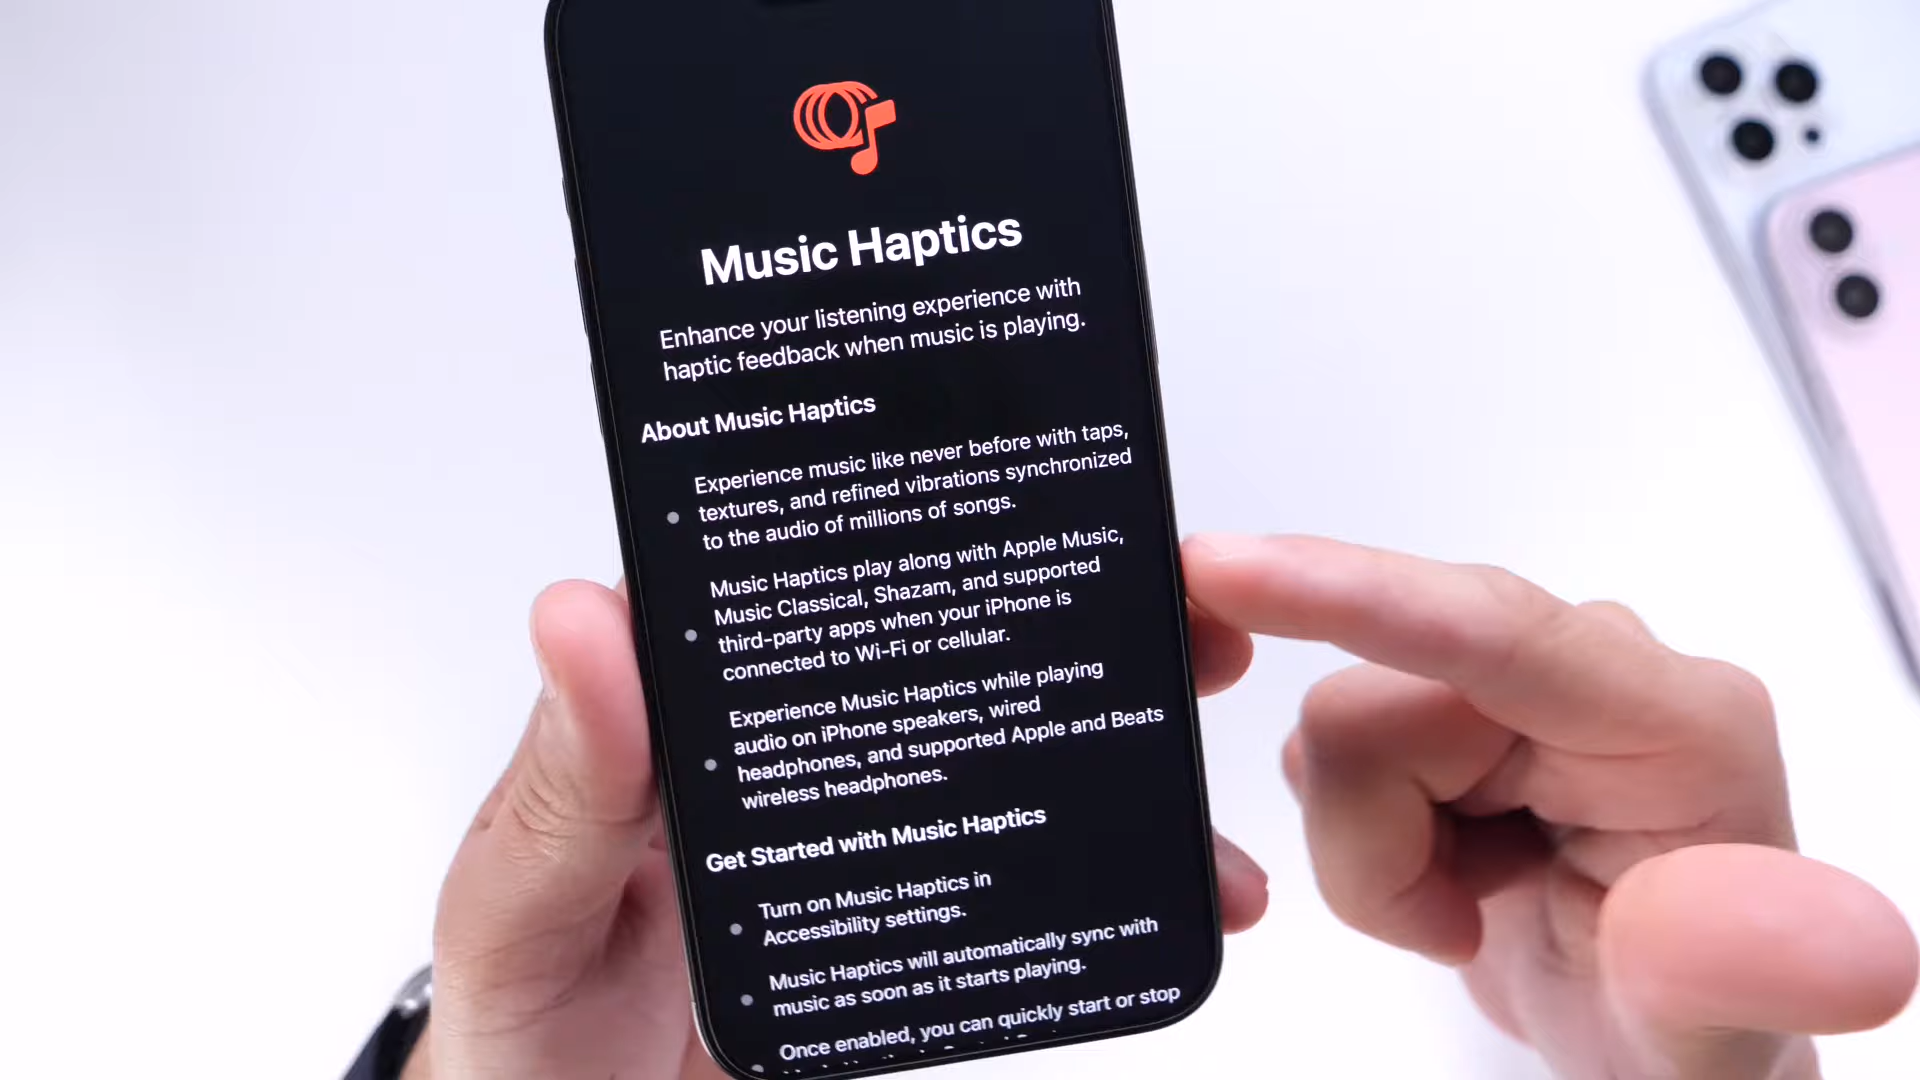 Music Haptics
Enhance your listening experience with
haptic feedback when music is playing.
About Music Haptics
Experience music like never before with taps,
textures, and refined vibrations synchronized
to the audio of millions of songs.
Music Haptics play along with Apple Music,
Music Classical, Shazam, and supported
third-party apps when your iPhone is
connected to Wi-Fi or cellular.
Experience Music Haptics while playing
audio on iPhone speakers, wired
headphones, and supported Apple and Beats
wireless headphones.
Get Started with Music Haptics
Turn on Music Haptics in
Accessibility settings.
Music Haptics will automatically sync with
music as soon as it starts playing.
Once enabled, you can quickly start or stop